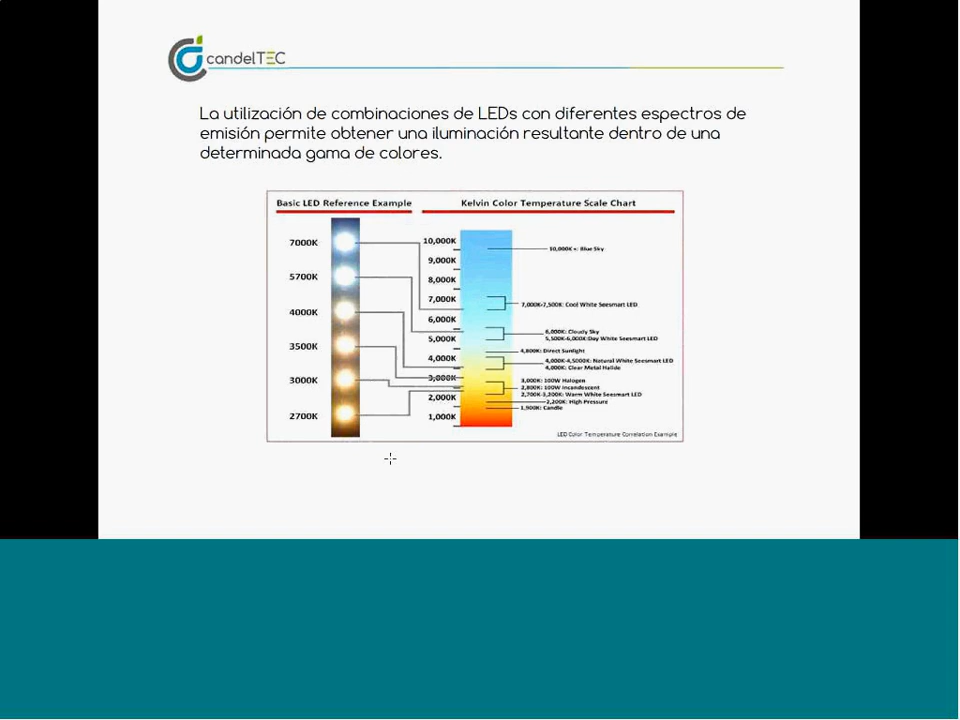 candelTEC
La utilización de combinaciones de LEDs con diferentes espectros de
emisión permite obtener una iluminación resultante dentro de una
determinada gama de colores.
Basic LED Reference Example
7000K
5700K
4000K
3500K
3000K
2700K
Kelvin Color Temperature Scale Chart
10,000K
9,000K
8,000K
7,000K
6,000K
5,000K
4,000K
3,000K
2,000K
1,000K
10,000K +: Blue Sky
7,000K-7,500K: Cool White Seesmart LED
6,000K: Cloudy Sky
5,500K-6,000K:Day White Seesmart LED
4,800K: Direct Sunlight
4,000K-4,5000K: Natural White Seesmart LED
4,000K: Clear Metal Halide
3,000K: 100W Halogen
2,800K: 100W Incandescent
2,700K-3,200K: Warm White Seesmart LED
2,200K: High Pressure
1,900K: Candle
LED Color Temperature Correlation Example